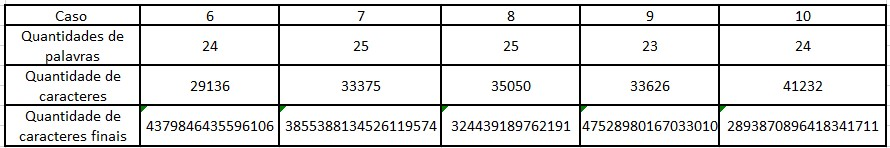 Caso 6 7 8 9 10
Quantidades de
palavras 24 25 25 23 24
Quantidade de
caracteres 29136 33375 35050 33626 41232
Quantidade de
caracteres finais 4379846435596106 3855388134526119574 324439189762191 47528980167033010 2893870896418341711